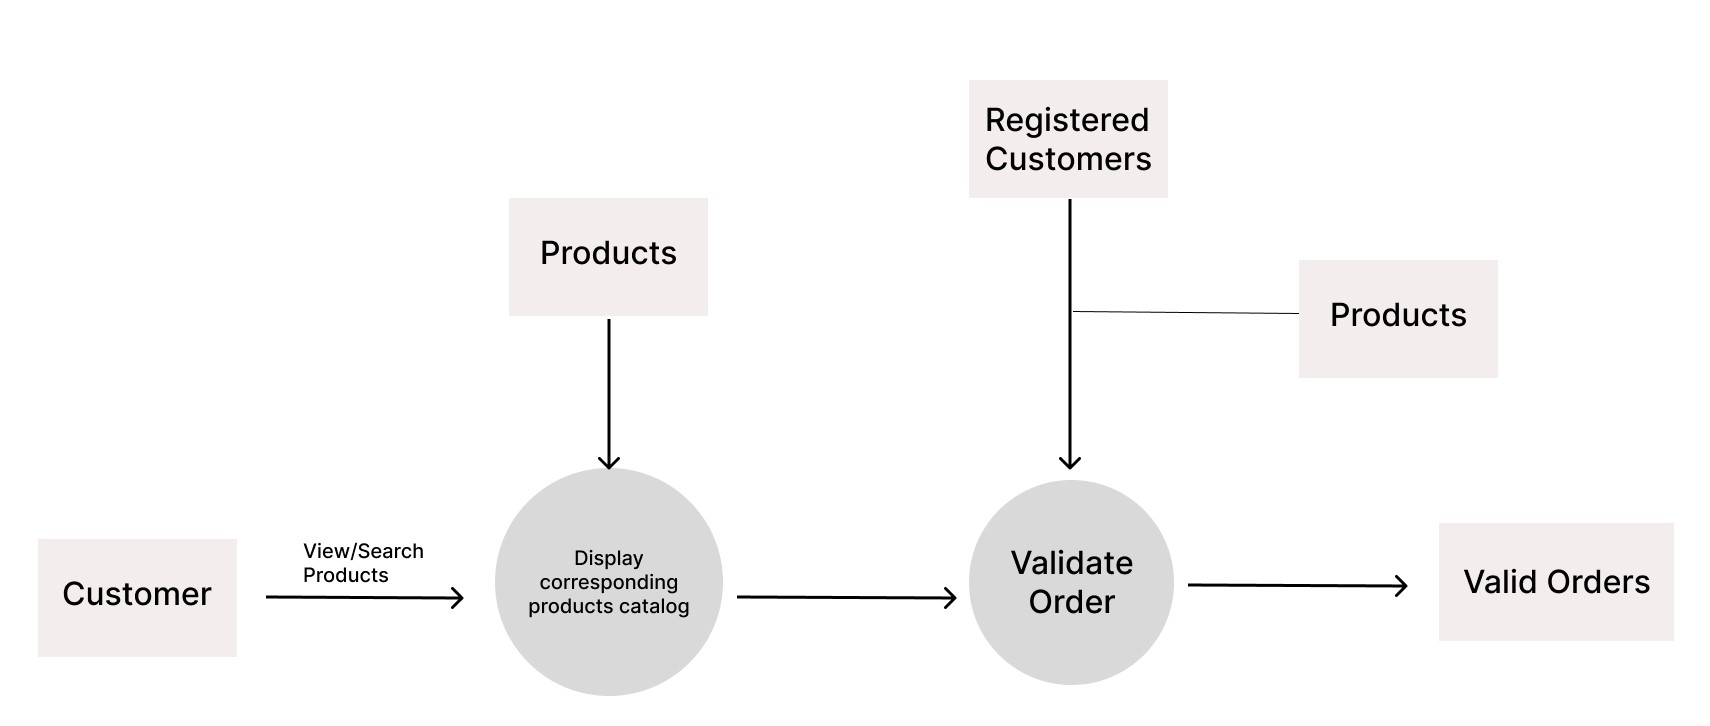 Registered
Customers
Products
Products
View/Search
Products
Customer
Display
corresponding
products catalog
Validate
Order
Valid Orders